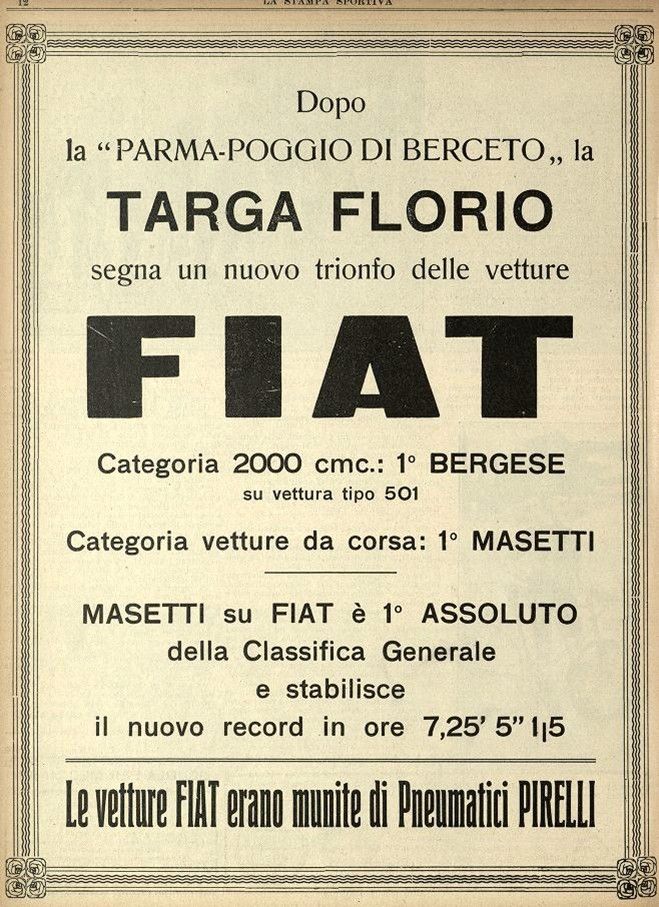 12
LA STAMPA SPORTIVA
Dopo
la “PARMA-POGGIO DI BERCETO„ la
TARGA FLORIO
segna un nuovo trionfo delle vetture
FIAT
Categoria 2000 cmc.: 1º BERGESE
su vettura tipo 501
Categoria vetture da corsa: 1º MASETTI
MASETTI su FIAT è 1º ASSOLUTO
della Classifica Generale
e stabilisce
il nuovo record in ore 7,25’ 5” 1|5
Le vetture FIAT erano munite di Pneumatici PIRELLI